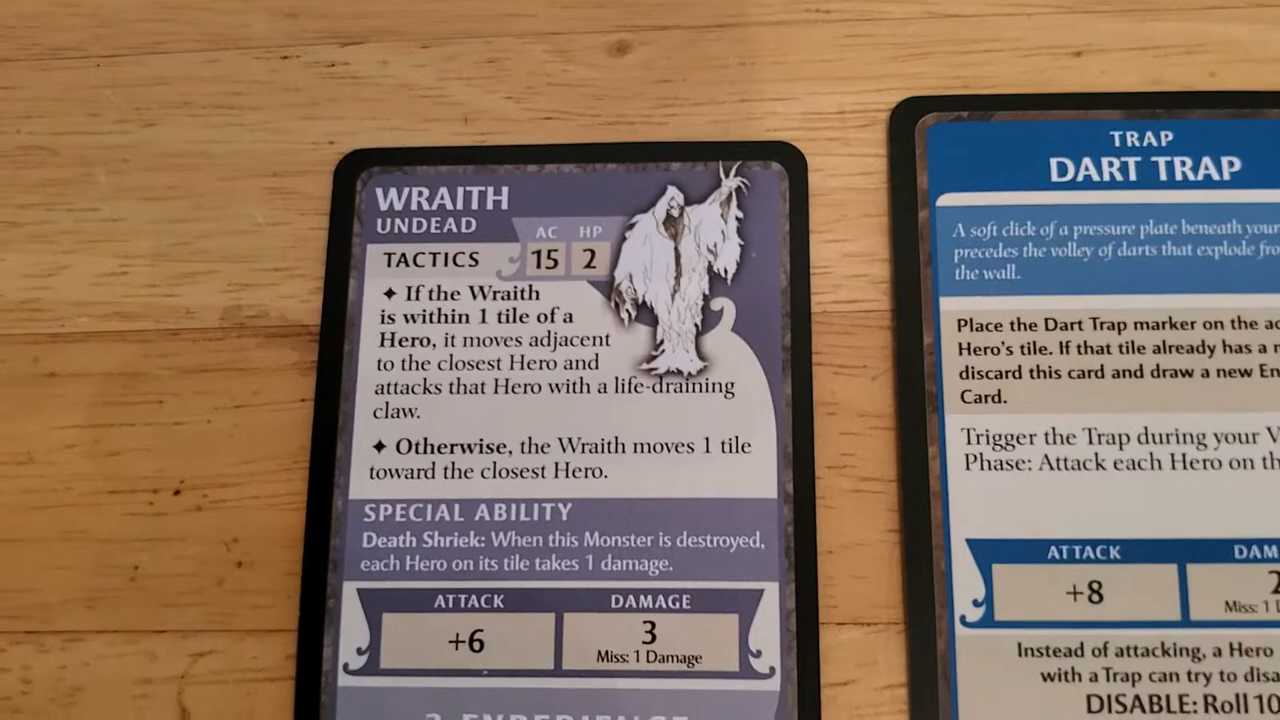 WRAITH
UNDEAD
AC HP
15 2
TACTICS
✦ If the Wraith
is within 1 tile of a
Hero, it moves adjacent
to the closest Hero and
attacks that Hero with a life-draining
claw.
✦ Otherwise, the Wraith moves 1 tile
toward the closest Hero.
SPECIAL ABILITY
Death Shriek: When this Monster is destroyed,
each Hero on its tile takes 1 damage.
ATTACK DAMAGE
+6 3
Miss: 1 Damage
EXPERIENCE
TRAP
DART TRAP
A soft click of a pressure plate beneath your
precedes the volley of darts that explode
the wall.
Place the Dart Trap marker on the
Hero's tile. If that tile already has a
discard this card and draw a new
Card.
Trigger the Trap during your
Phase: Attack each Hero on
ATTACK
+8 2
Miss: 1
Instead of attacking, a Hero
with a Trap can try to
DISABLE: Roll 10